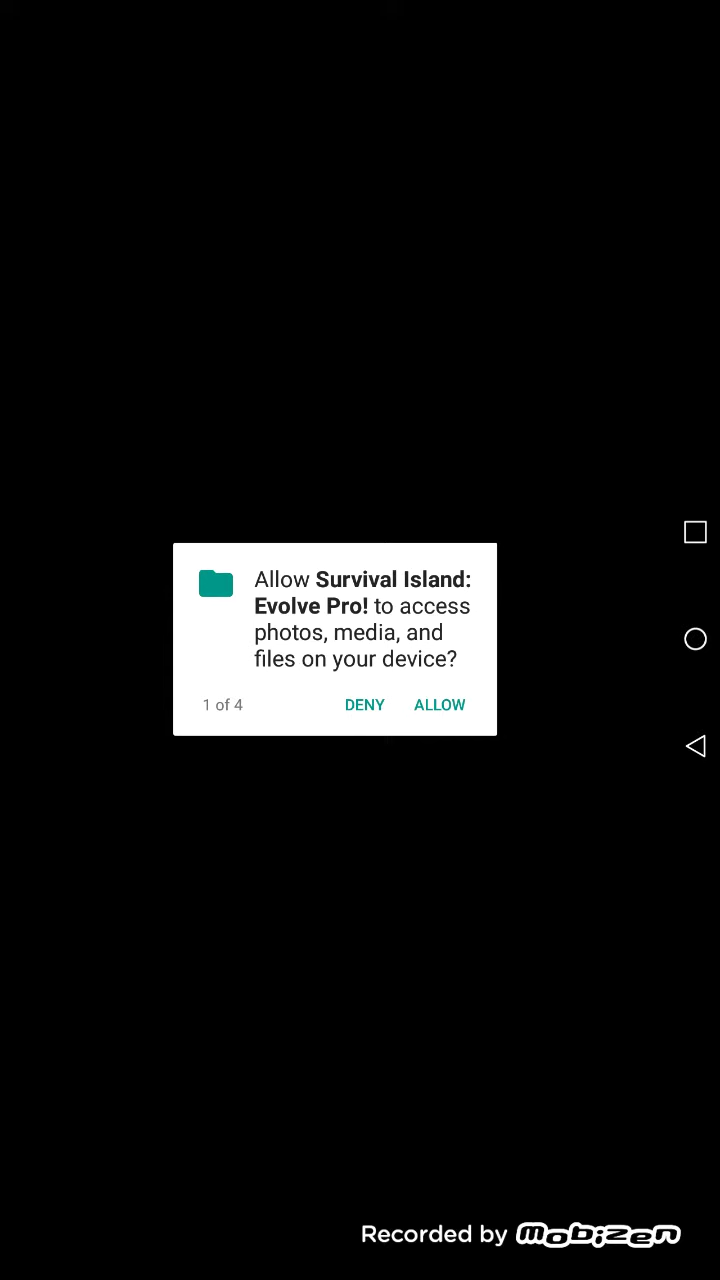 Allow Survival Island:
Evolve Pro! to access
photos, media, and
files on your device?
1 of 4 DENY ALLOW
Recorded by mobizen